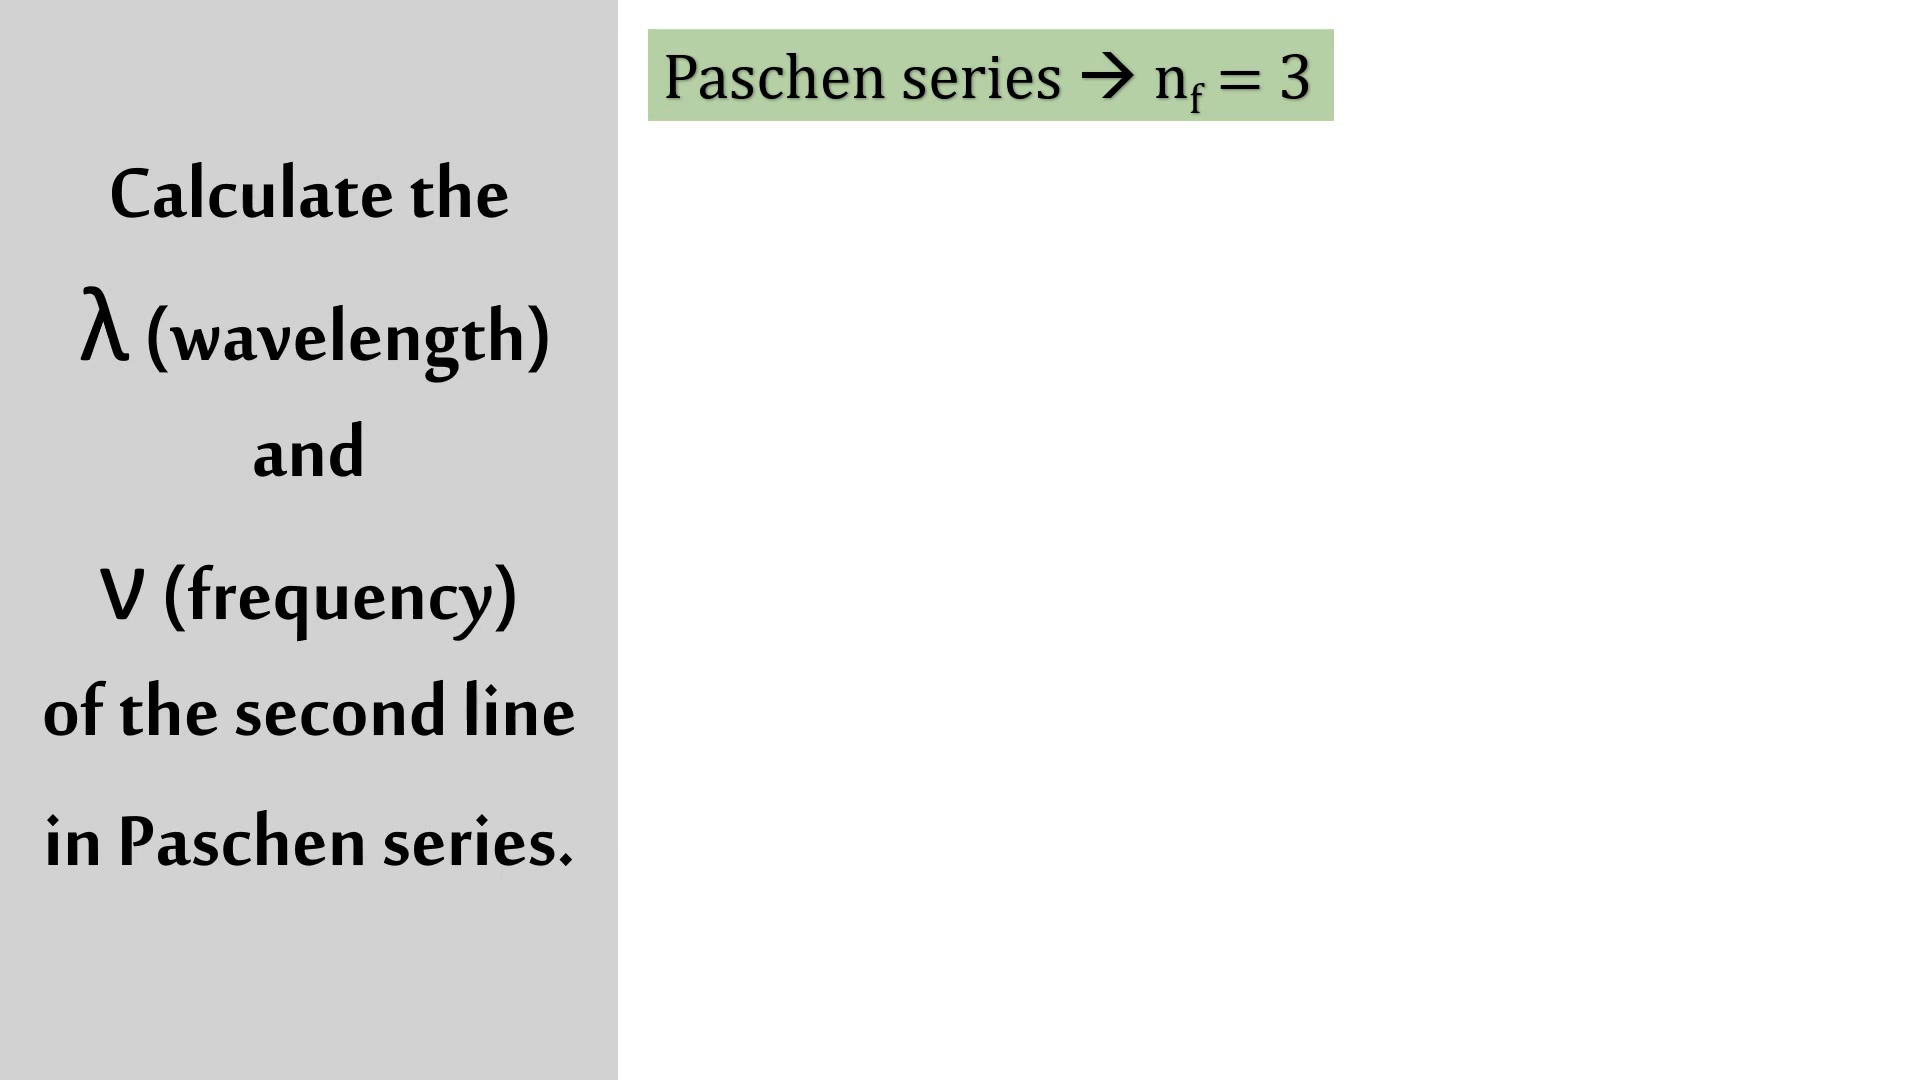 Calculate the
λ (wavelength)
and
ν (frequency)
of the second line
in Paschen series.
Paschen series → nf = 3